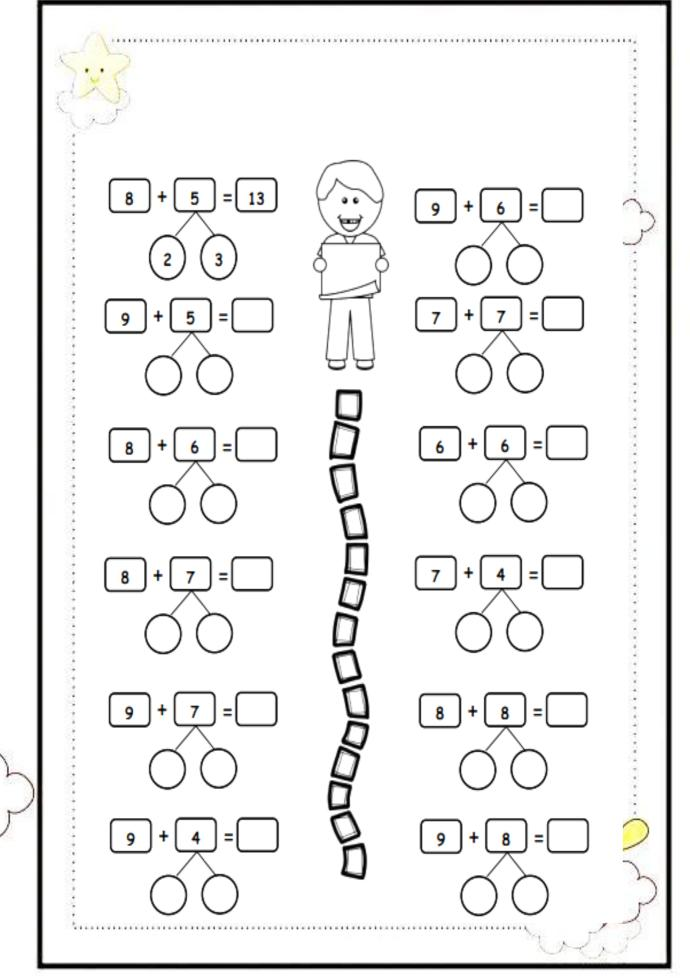 8 + 5 = 13
2 3
9 + 5 =
8 + 6 =
8 + 7 =
9 + 7 =
9 + 4 =
9 + 6 =
7 + 7 =
6 + 6 =
7 + 4 =
8 + 8 =
9 + 8 =